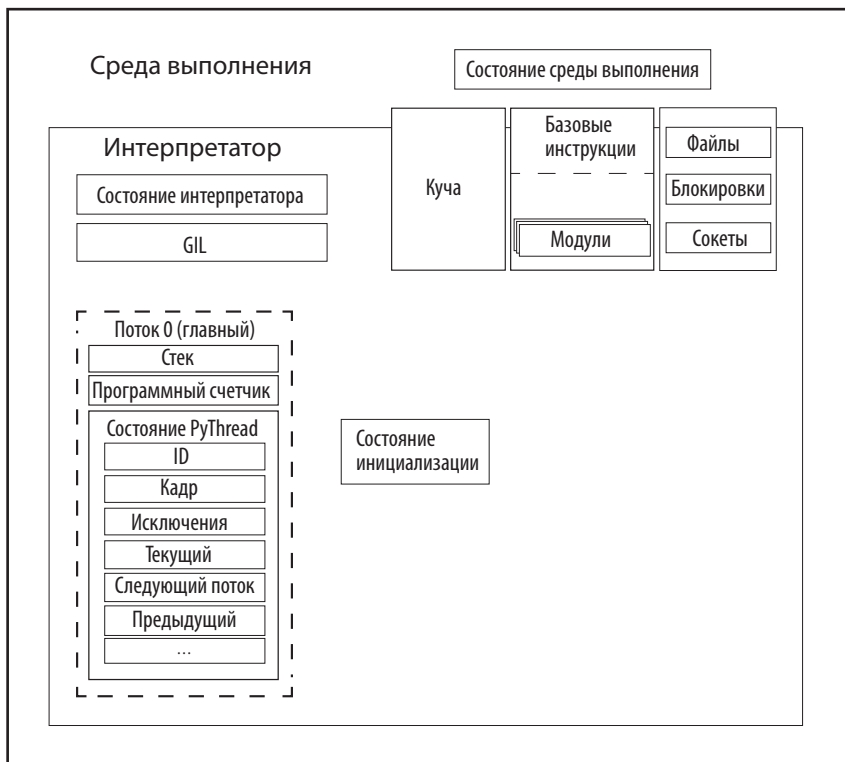 Среда выполнения
Состояние среды выполнения
Интерпретатор
Состояние интерпретатора
GIL
Куча
Базовые
инструкции
Модули
Файлы
Блокировки
Сокеты
Поток 0 (главный)
Стек
Программный счетчик
Состояние PyThread
ID
Кадр
Исключения
Текущий
Следующий поток
Предыдущий
...
Состояние
инициализации